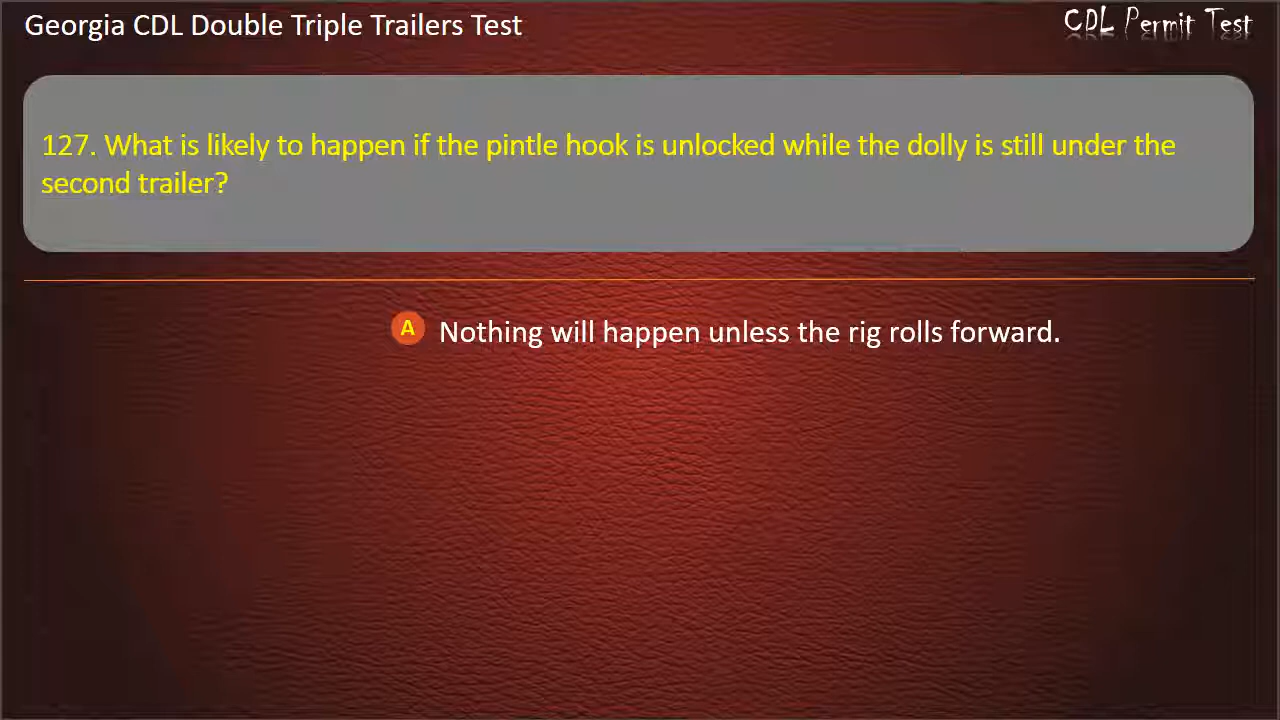 Georgia CDL Double Triple Trailers Test
CDL Permit Test
127. What is likely to happen if the pintle hook is unlocked while the dolly is still under the
second trailer?
A Nothing will happen unless the rig rolls forward.